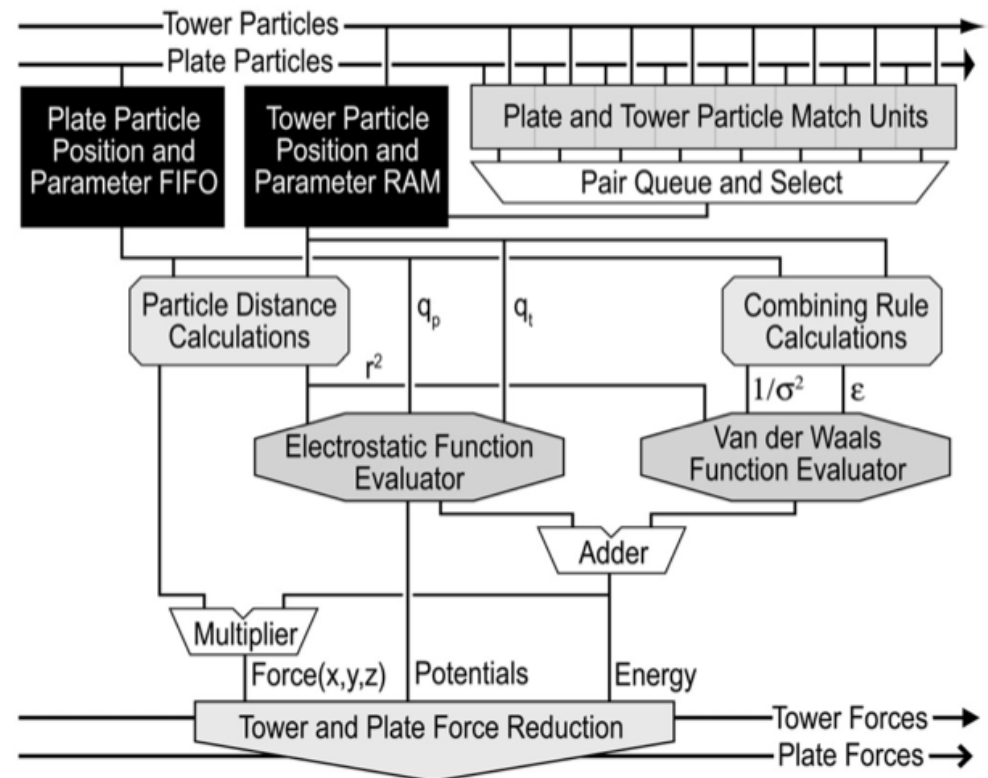 Tower Particles
Plate Particles
Plate Particle
Position and
Parameter FIFO
Tower Particle
Position and
Parameter RAM
Plate and Tower Particle Match Units
Pair Queue and Select
Particle Distance
Calculations
qₚ
qₜ
Combining Rule
Calculations
r²
1/σ²
ε
Electrostatic Function
Evaluator
Van der Waals
Function Evaluator
Adder
Multiplier
Force(x,y,z)
Potentials
Energy
Tower and Plate Force Reduction
Tower Forces
Plate Forces